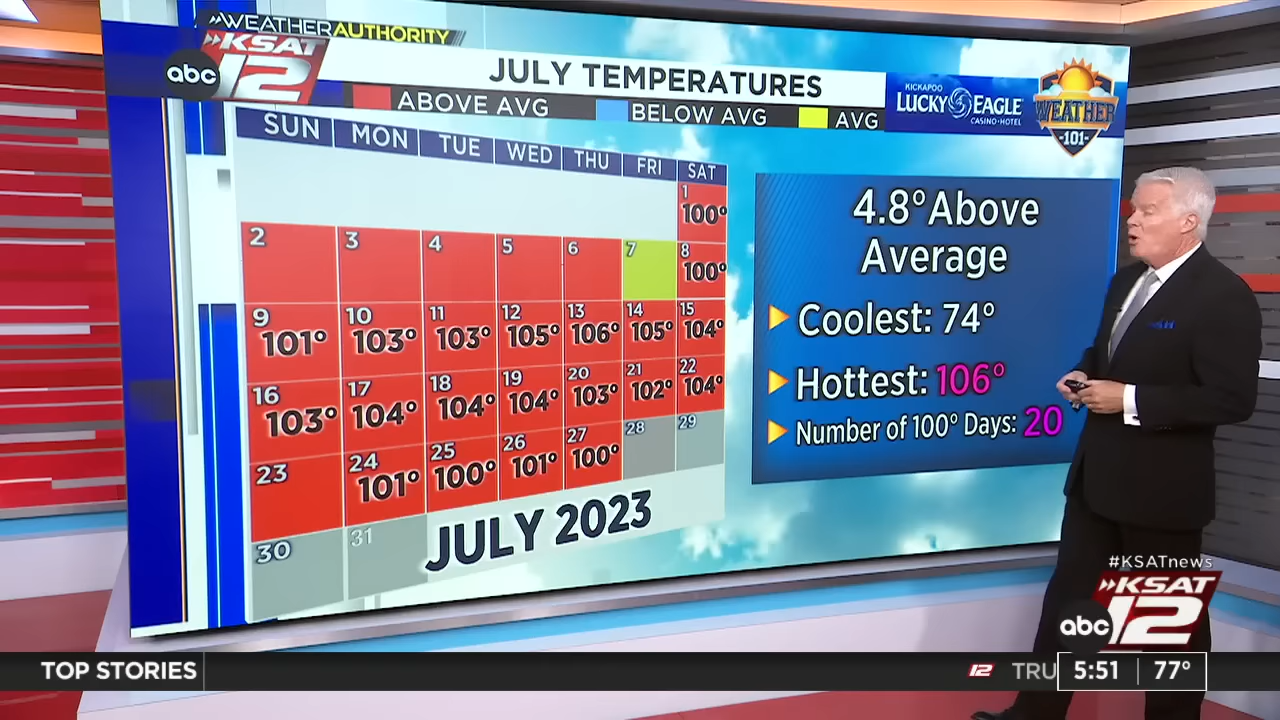 WEATHERAUTHORITY
KSAT
abc 12
JULY TEMPERATURES
ABOVE AVG BELOW AVG AVG
KICKAPOO
LUCKY EAGLE
CASINO•HOTEL
WEATHER
-101-
SUN MON TUE WED THU FRI SAT
1
100°
2 3 4 5 6 7 8
100°
9 10 11 12 13 14 15
101° 103° 103° 105° 106° 105° 104°
16 17 18 19 20 21 22
103° 104° 104° 104° 103° 102° 104°
23 24 25 26 27 28 29
101° 100° 101° 100°
30 31
JULY 2023
4.8° Above
Average
Coolest: 74°
Hottest: 106°
Number of 100° Days: 20
#KSATnews
KSAT
abc 12
TOP STORIES 12 TRU 5:51 77°